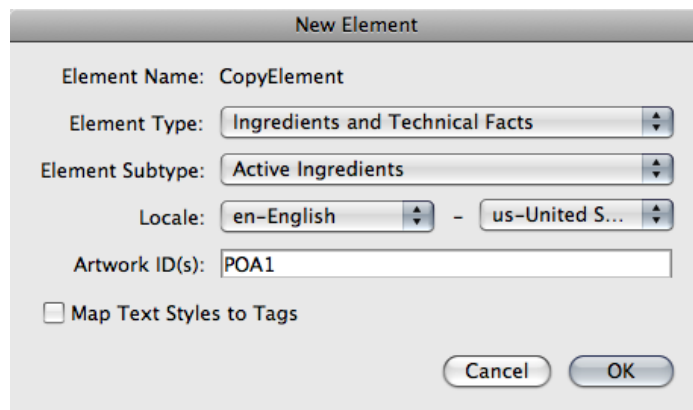 New Element
Element Name: CopyElement
Element Type: Ingredients and Technical Facts
Element Subtype: Active Ingredients
Locale: en-English - us-United S...
Artwork ID(s): POA1
Map Text Styles to Tags
Cancel OK